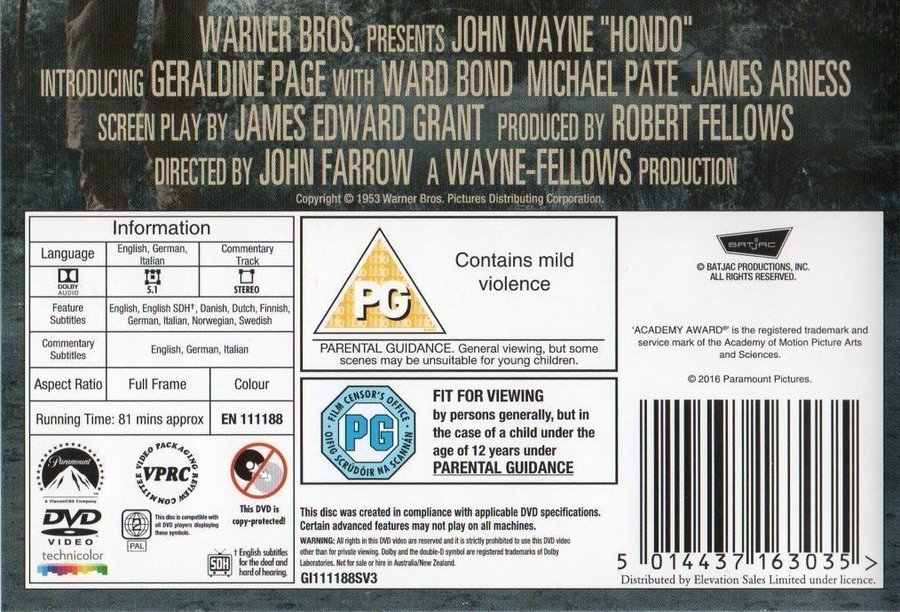 WARNER BROS. PRESENTS JOHN WAYNE "HONDO"
INTRODUCING GERALDINE PAGE WITH WARD BOND MICHAEL PATE JAMES ARNESS
SCREEN PLAY BY JAMES EDWARD GRANT PRODUCED BY ROBERT FELLOWS
DIRECTED BY JOHN FARROW A WAYNE-FELLOWS PRODUCTION
Copyright © 1953 Warner Bros. Pictures Distributing Corporation.
Information
Language
English, German,
Italian
Commentary
Track
DOLBY
AUDIO
5.1
STEREO
Feature
Subtitles
English, English SDH†, Danish, Dutch, Finnish,
German, Italian, Norwegian, Swedish
Commentary
Subtitles
English, German, Italian
Aspect Ratio
Full Frame
Colour
Running Time: 81 mins approx
EN 111188
Paramount
A ViacomCBS Company
VIDEO PACKAGING REVIEW COMMITTEE
VPRC
This DVD is
copy-protected!
DVD
VIDEO
technicolor
2
PAL
This disc is compatible with
all DVD players displaying
these symbols.
SDH
† English subtitles
for the deaf and
hard of hearing.
PG
Contains mild
violence
PARENTAL GUIDANCE. General viewing, but some
scenes may be unsuitable for young children.
FILM CENSOR'S OFFICE
PG
OIFIG SCRÚDÓIR NA SCANNÁN
FIT FOR VIEWING
by persons generally, but in
the case of a child under the
age of 12 years under
PARENTAL GUIDANCE
This disc was created in compliance with applicable DVD specifications.
Certain advanced features may not play on all machines.
WARNING: All rights in this DVD video are reserved and it is strictly prohibited to use this DVD video
other than for private viewing. Dolby and the double-D symbol are registered trademarks of Dolby
Laboratories. Not for sale or hire in Australia/New Zealand.
GI111188SV3
BATJAC
© BATJAC PRODUCTIONS, INC.
ALL RIGHTS RESERVED.
'ACADEMY AWARD®' is the registered trademark and
service mark of the Academy of Motion Picture Arts
and Sciences.
© 2016 Paramount Pictures.
5 014437 163035 >
Distributed by Elevation Sales Limited under licence.